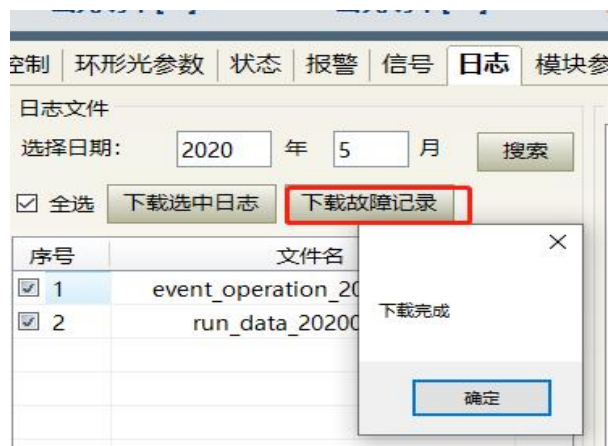 控制 环形光参数 状态 报警 信号 日志 模块参
日志文件
选择日期: 2020 年 5 月 搜索
全选 下载选中日志 下载故障记录
序号 文件名
1 event_operation_20
2 run_data_2020
下载完成
确定